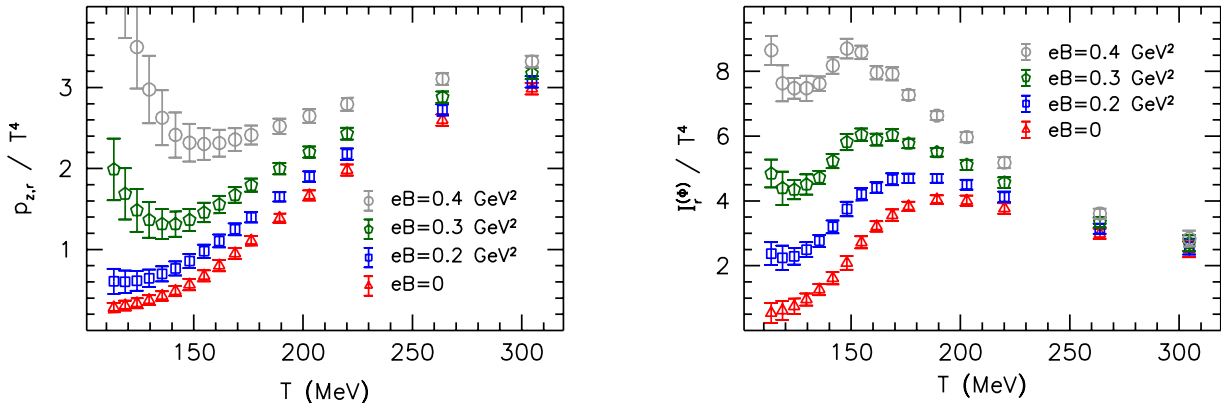 p_{z,r} / T⁴
3
2
1
150
200
250
300
T (MeV)
eB=0.4 GeV²
eB=0.3 GeV²
eB=0.2 GeV²
eB=0
I_r^{(Φ)} / T⁴
8
6
4
2
150
200
250
300
T (MeV)
eB=0.4 GeV²
eB=0.3 GeV²
eB=0.2 GeV²
eB=0